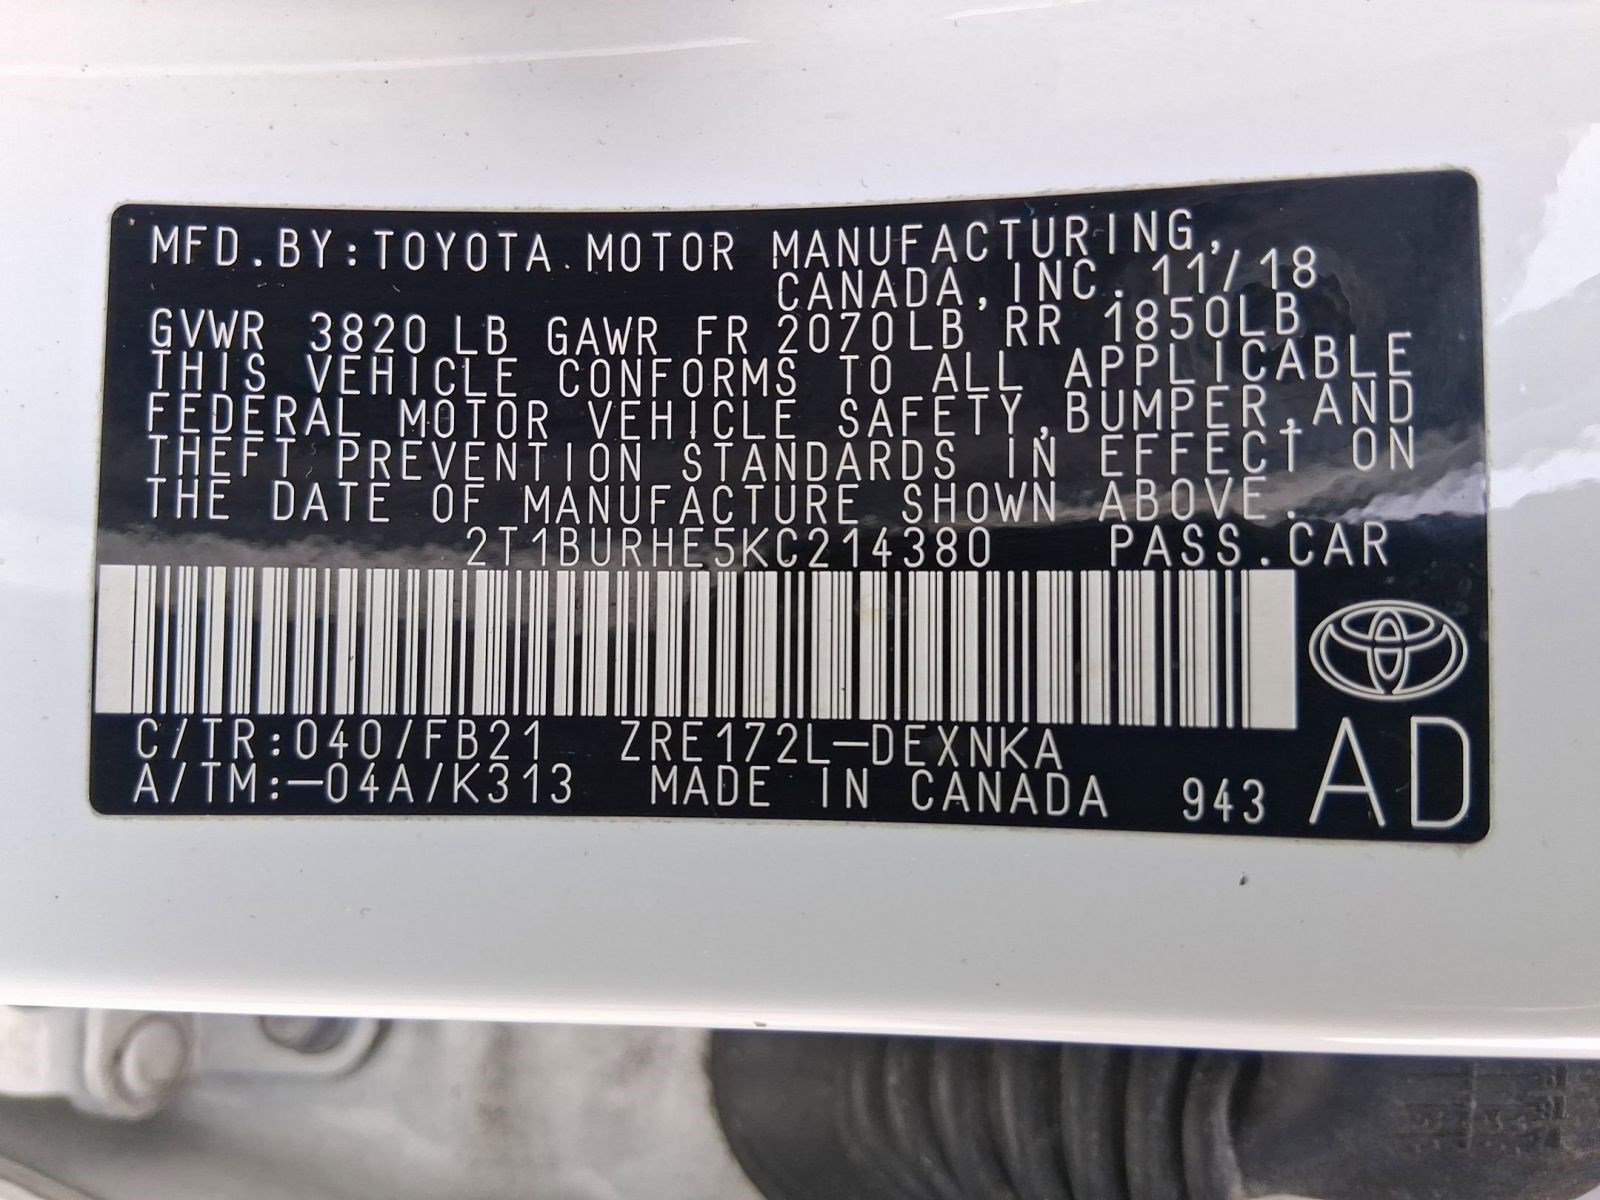 MFD.BY:TOYOTA MOTOR MANUFACTURING,
CANADA,INC. 11/18
GVWR 3820 LB GAWR FR 2070LB RR 1850LB
THIS VEHICLE CONFORMS TO ALL APPLICABLE
FEDERAL MOTOR VEHICLE SAFETY,BUMPER,AND
THEFT PREVENTION STANDARDS IN EFFECT ON
THE DATE OF MANUFACTURE SHOWN ABOVE.
2T1BURHE5KC214380 PASS.CAR
C/TR:040/FB21 ZRE172L-DEXNKA
A/TM:-04A/K313 MADE IN CANADA 943 AD